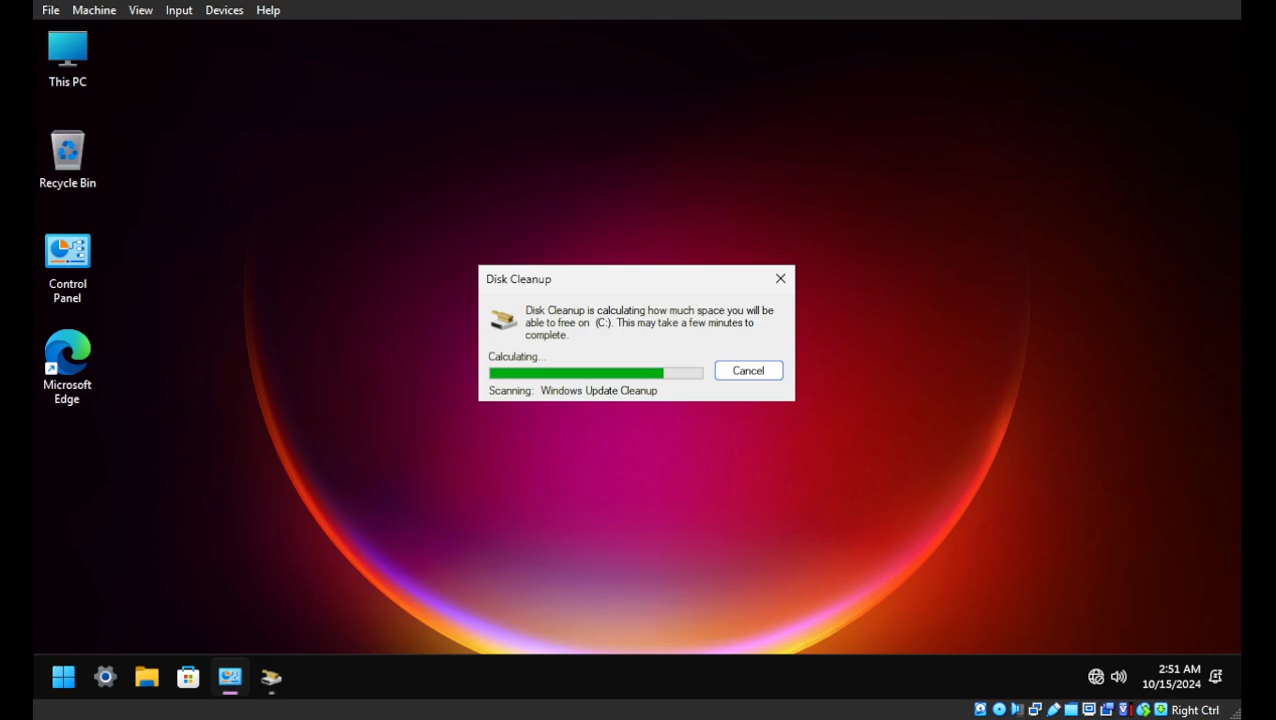 File Machine View Input Devices Help
This PC
Recycle Bin
Control
Panel
Microsoft
Edge
Disk Cleanup
Disk Cleanup is calculating how much space you will be
able to free on (C:). This may take a few minutes to
complete.
Calculating...
Cancel
Scanning: Windows Update Cleanup
2:51 AM
10/15/2024
Right Ctrl